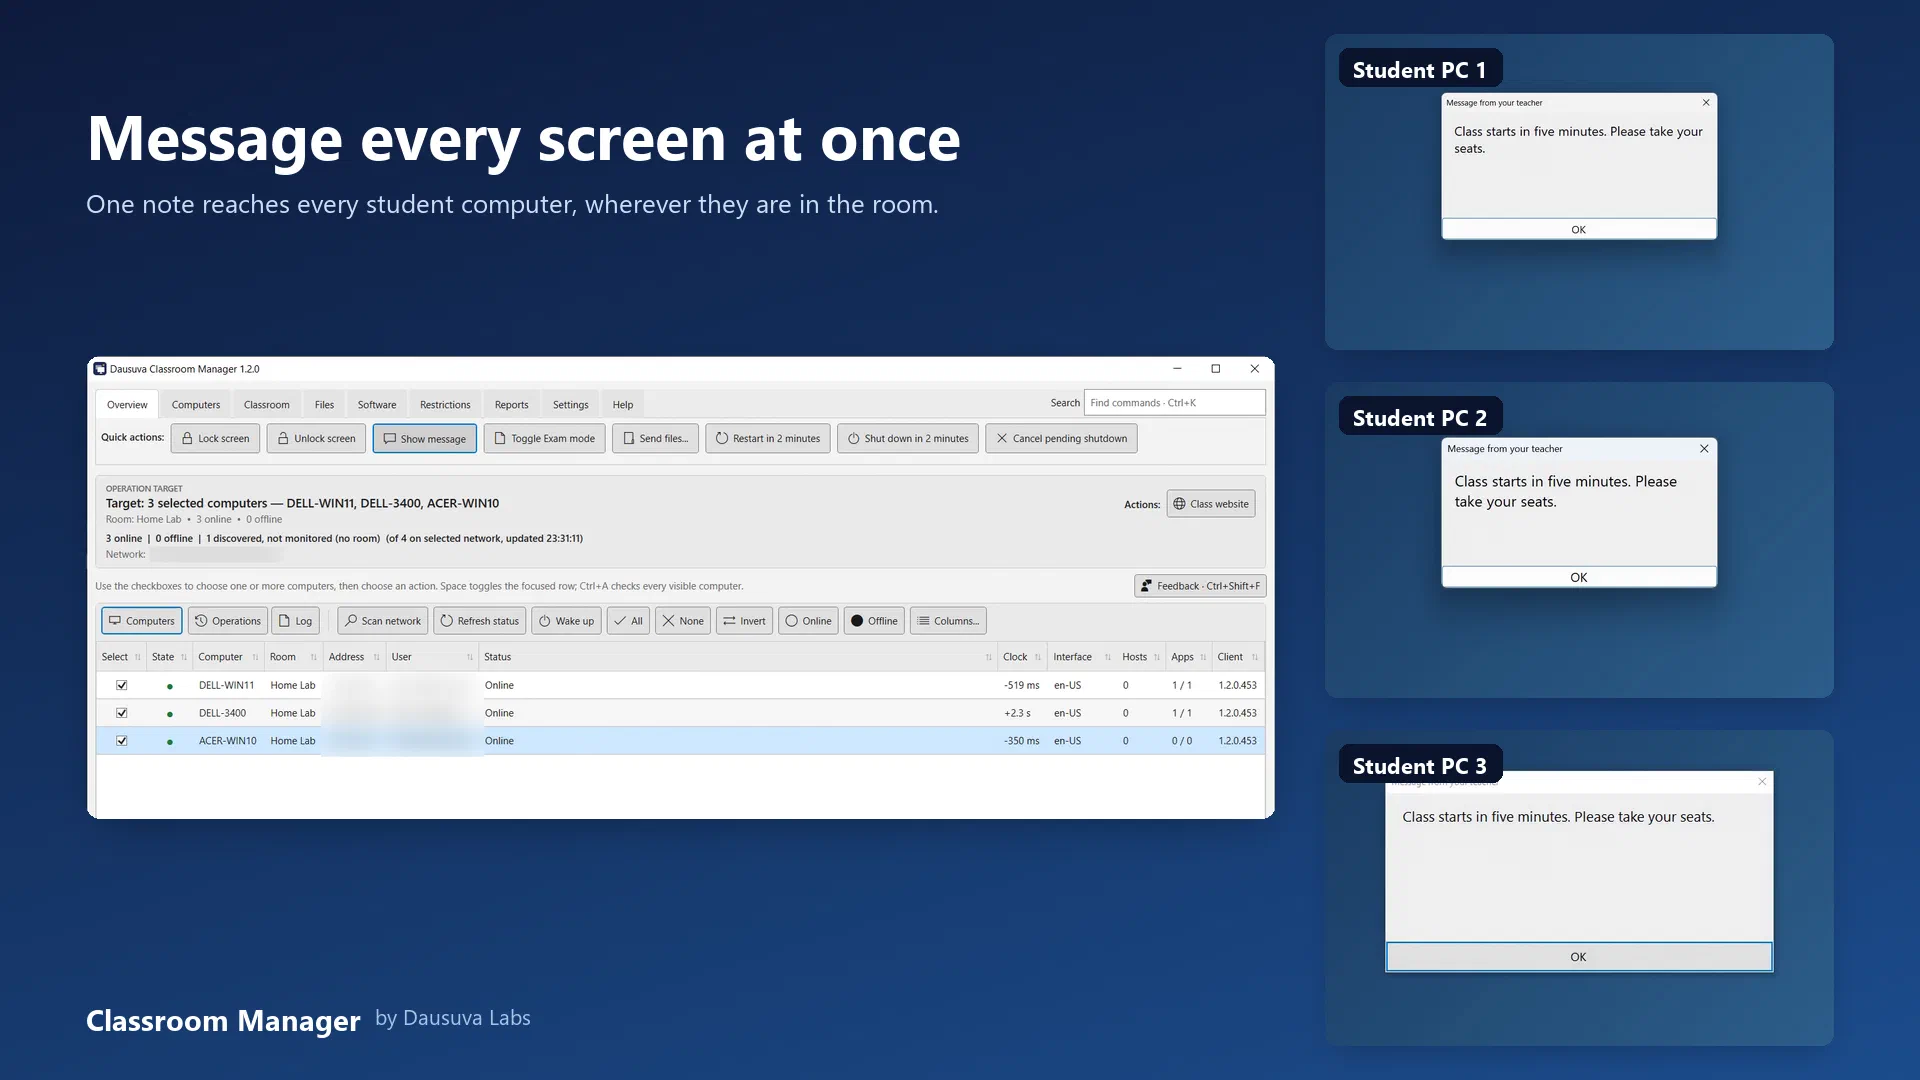 Message every screen at once
One note reaches every student computer, wherever they are in the room.
Dausuva Classroom Manager 1.2.0
Overview Computers Classroom Files Software Restrictions Reports Settings Help Search Find commands · Ctrl+K
Quick actions: Lock screen Unlock screen Show message Toggle Exam mode Send files... Restart in 2 minutes Shut down in 2 minutes Cancel pending shutdown
OPERATION TARGET
Target: 3 selected computers — DELL-WIN11, DELL-3400, ACER-WIN10
Room: Home Lab • 3 online • 0 offline
Actions: Class website
3 online | 0 offline | 1 discovered, not monitored (no room) (of 4 on selected network, updated 23:31:11)
Network:
Use the checkboxes to choose one or more computers, then choose an action. Space toggles the focused row; Ctrl+A checks every visible computer.
Feedback · Ctrl+Shift+F
Computers Operations Log Scan network Refresh status Wake up All None Invert Online Offline Columns...
Select State Computer Room Address User Status Clock Interface Hosts Apps Client
DELL-WIN11 Home Lab Online -519 ms en-US 0 1 / 1 1.2.0.453
DELL-3400 Home Lab Online +2.3 s en-US 0 1 / 1 1.2.0.453
ACER-WIN10 Home Lab Online -350 ms en-US 0 0 / 0 1.2.0.453
Classroom Manager by Dausuva Labs
Student PC 1
Message from your teacher
Class starts in five minutes. Please take your
seats.
OK
Student PC 2
Message from your teacher
Class starts in five minutes. Please
take your seats.
OK
Student PC 3
Class starts in five minutes. Please take your seats.
OK